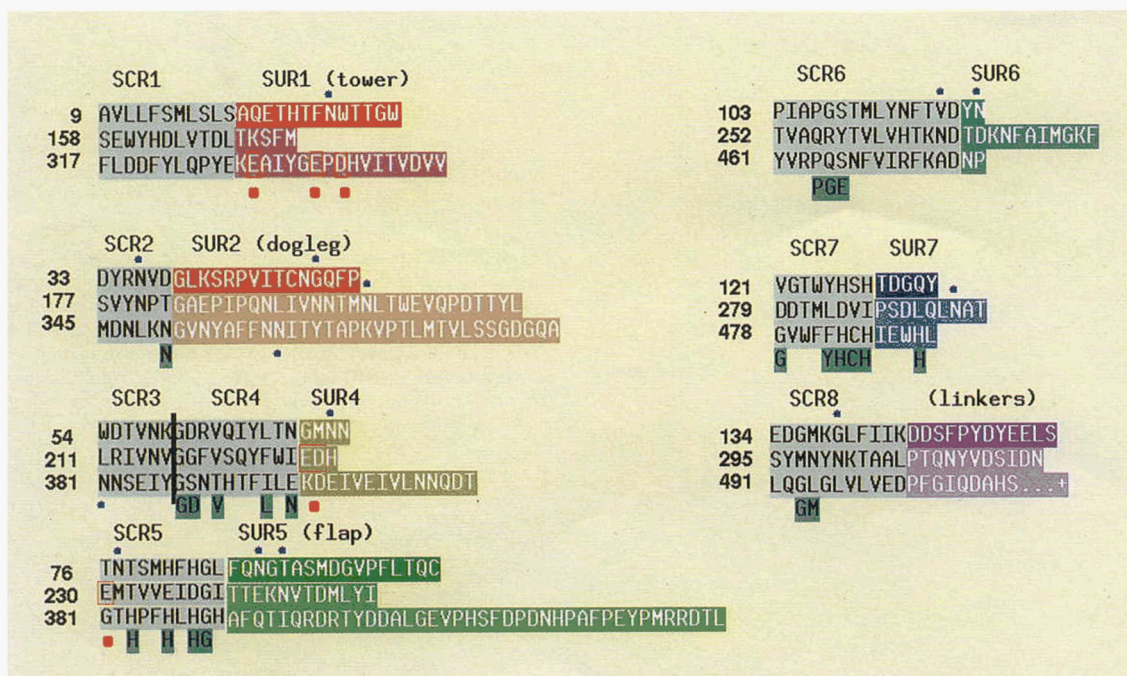 SCR1 SUR1 (tower)
9 AVLLFSMLSLSAQETHTFNWTTGW
158 SEWYHDLVTDLTKSFM
317 FLDDFYLQPYEKEAIYGEPDHVITVDVV
SCR2 SUR2 (dogleg)
33 DYRNVDGLKSRPVITCNGQFP
177 SVYNPTGAEPIPQNLIVNNTMNLTWEVQPDTTYL
345 MDNLKNGVNYAFFNNITYTAPKVPTLMTVLSSGDGQA
N
SCR3 SCR4 SUR4
54 WDTVNKGDRVQIYLTNGMNN
211 LRIVNVGGFVSQYFWIEDH
381 NNSEIYGSNTHTFILEKDEIVEIVLNNQDT
GD V L N
SCR5 SUR5 (flap)
76 TNTSMHFHGLFQNGTASMDGVPFLTQC
230 EMTVVEIDGITTEKNVTDMLYI
381 GTHPFHLHGHAFQTIQRDRTYDDALGEVPHSFDPDNHPAFPEYPMRRDTL
H H HG
SCR6 SUR6
103 PIAPGSTMLYNFTVDYN
252 TVAQRYTVLVHTKNDTDKNFAIMGKF
461 YVRPQSNFVIRFKADNP
PGE
SCR7 SUR7
121 VGTWYHSHTDGQY
279 DDTMLDVIPSDLQLNAT
478 GVWFFHCHIEWHL
G YHCH H
SCR8 (linkers)
134 EDGMKGLFIIKDDSFPYDYEELS
295 SYMNYNKTAALPTQNYVDSIDN
491 LQGLGLVLVEDPFGIQDAHS...+
GM